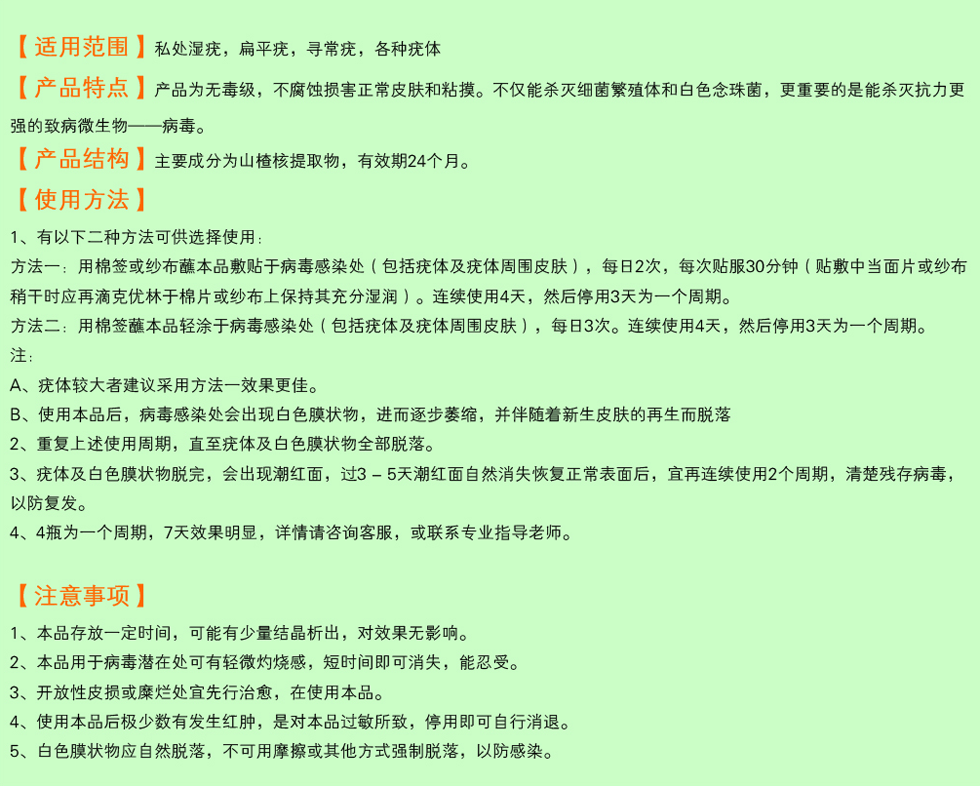 【适用范围】私处湿疣，扁平疣，寻常疣，各种疣体
【产品特点】产品为无毒级，不腐蚀损害正常皮肤和粘摸。不仅能杀灭细菌繁殖体和白色念珠菌，更重要的是能杀灭抗力更
强的致病微生物——病毒。
【产品结构】主要成分为山楂核提取物，有效期24个月。
【使用方法】
1、有以下二种方法可供选择使用：
方法一：用棉签或纱布蘸本品敷贴于病毒感染处（包括疣体及疣体周围皮肤），每日2次，每次贴服30分钟（贴敷中当面片或纱布
稍干时应再滴克优林于棉片或纱布上保持其充分湿润）。连续使用4天，然后停用3天为一个周期。
方法二：用棉签蘸本品轻涂于病毒感染处（包括疣体及疣体周围皮肤），每日3次。连续使用4天，然后停用3天为一个周期。
注：
A、疣体较大者建议采用方法一效果更佳。
B、使用本品后，病毒感染处会出现白色膜状物，进而逐步萎缩，并伴随着新生皮肤的再生而脱落
2、重复上述使用周期，直至疣体及白色膜状物全部脱落。
3、疣体及白色膜状物脱完，会出现潮红面，过3－5天潮红面自然消失恢复正常表面后，宜再连续使用2个周期，清楚残存病毒，
以防复发。
4、4瓶为一个周期，7天效果明显，详情请咨询客服，或联系专业指导老师。
【注意事项】
1、本品存放一定时间，可能有少量结晶析出，对效果无影响。
2、本品用于病毒潜在处可有轻微灼烧感，短时间即可消失，能忍受。
3、开放性皮损或糜烂处宜先行治愈，在使用本品。
4、使用本品后极少数有发生红肿，是对本品过敏所致，停用即可自行消退。
5、白色膜状物应自然脱落，不可用摩擦或其他方式强制脱落，以防感染。